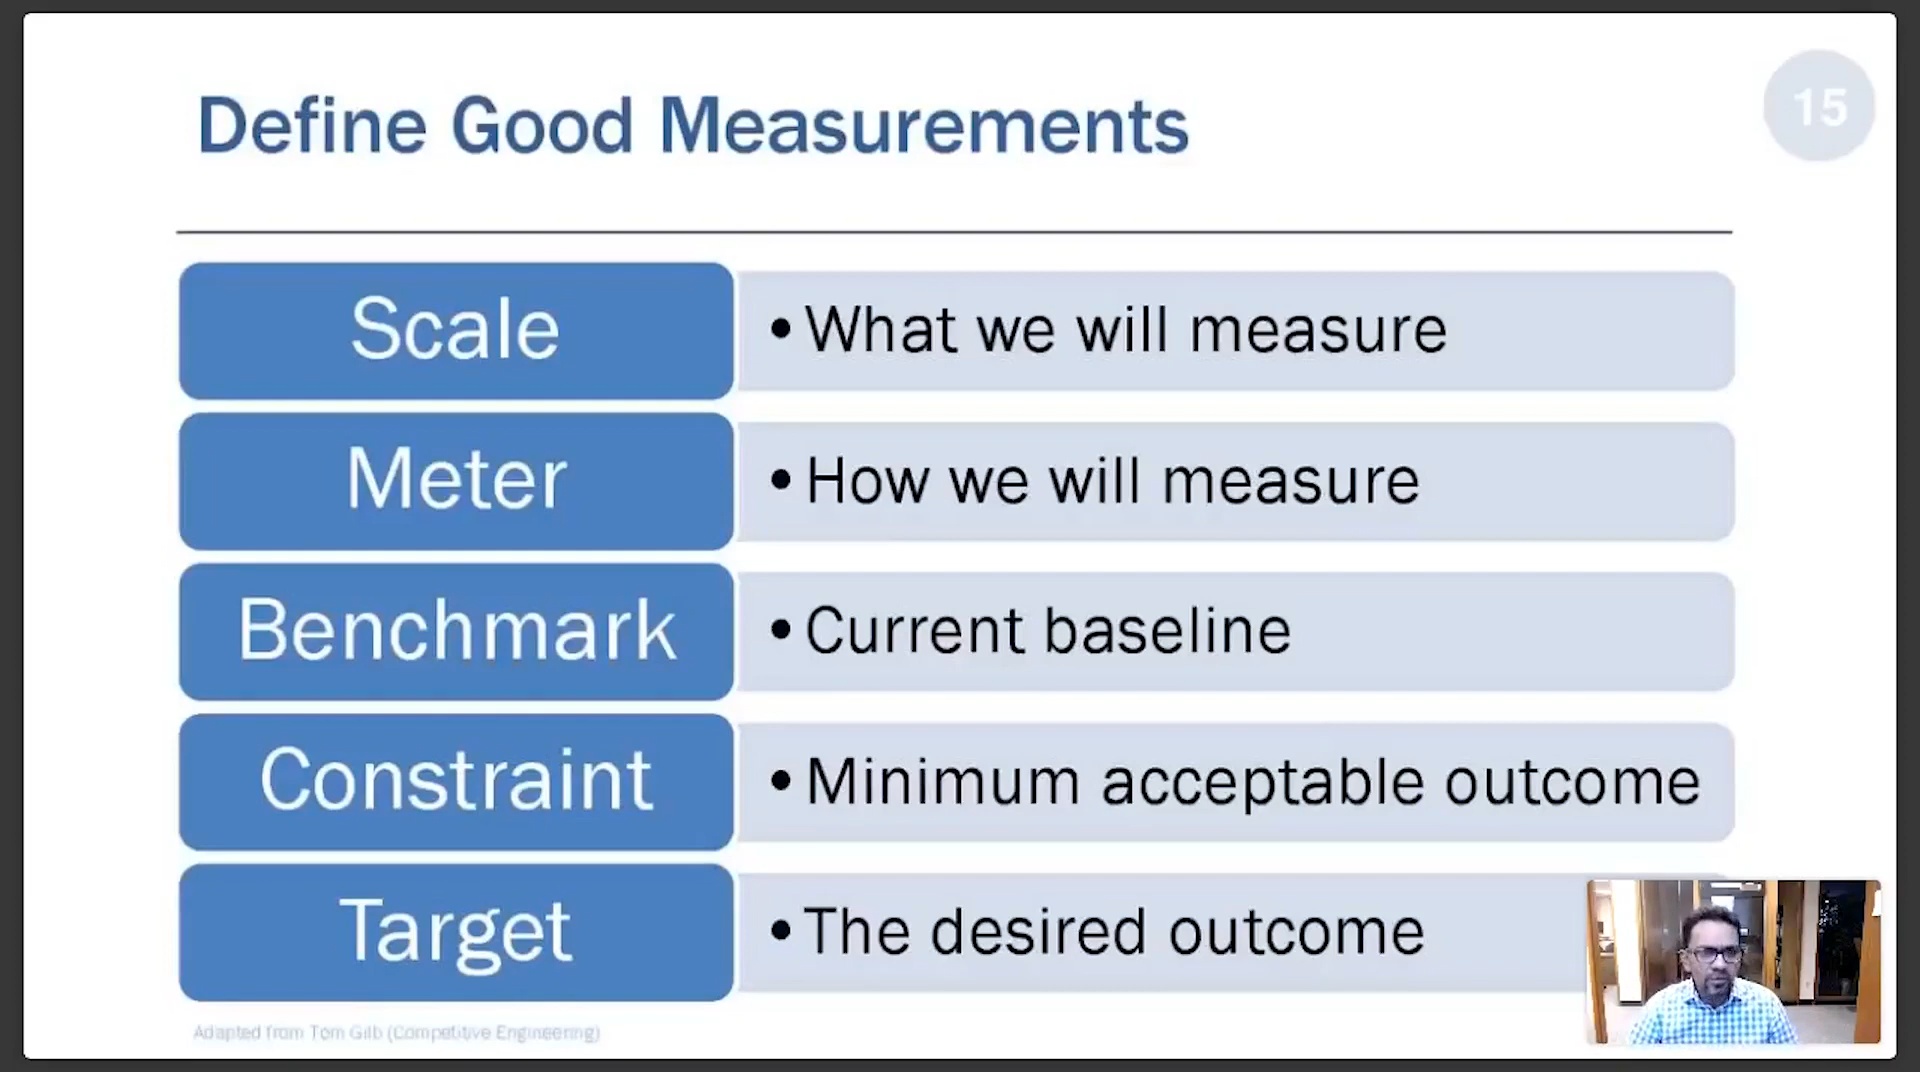 Define Good Measurements
15
Scale
• What we will measure
Meter
• How we will measure
Benchmark
• Current baseline
Constraint
• Minimum acceptable outcome
Target
• The desired outcome
Adapted from Tom Gilb (Competitive Engineering)